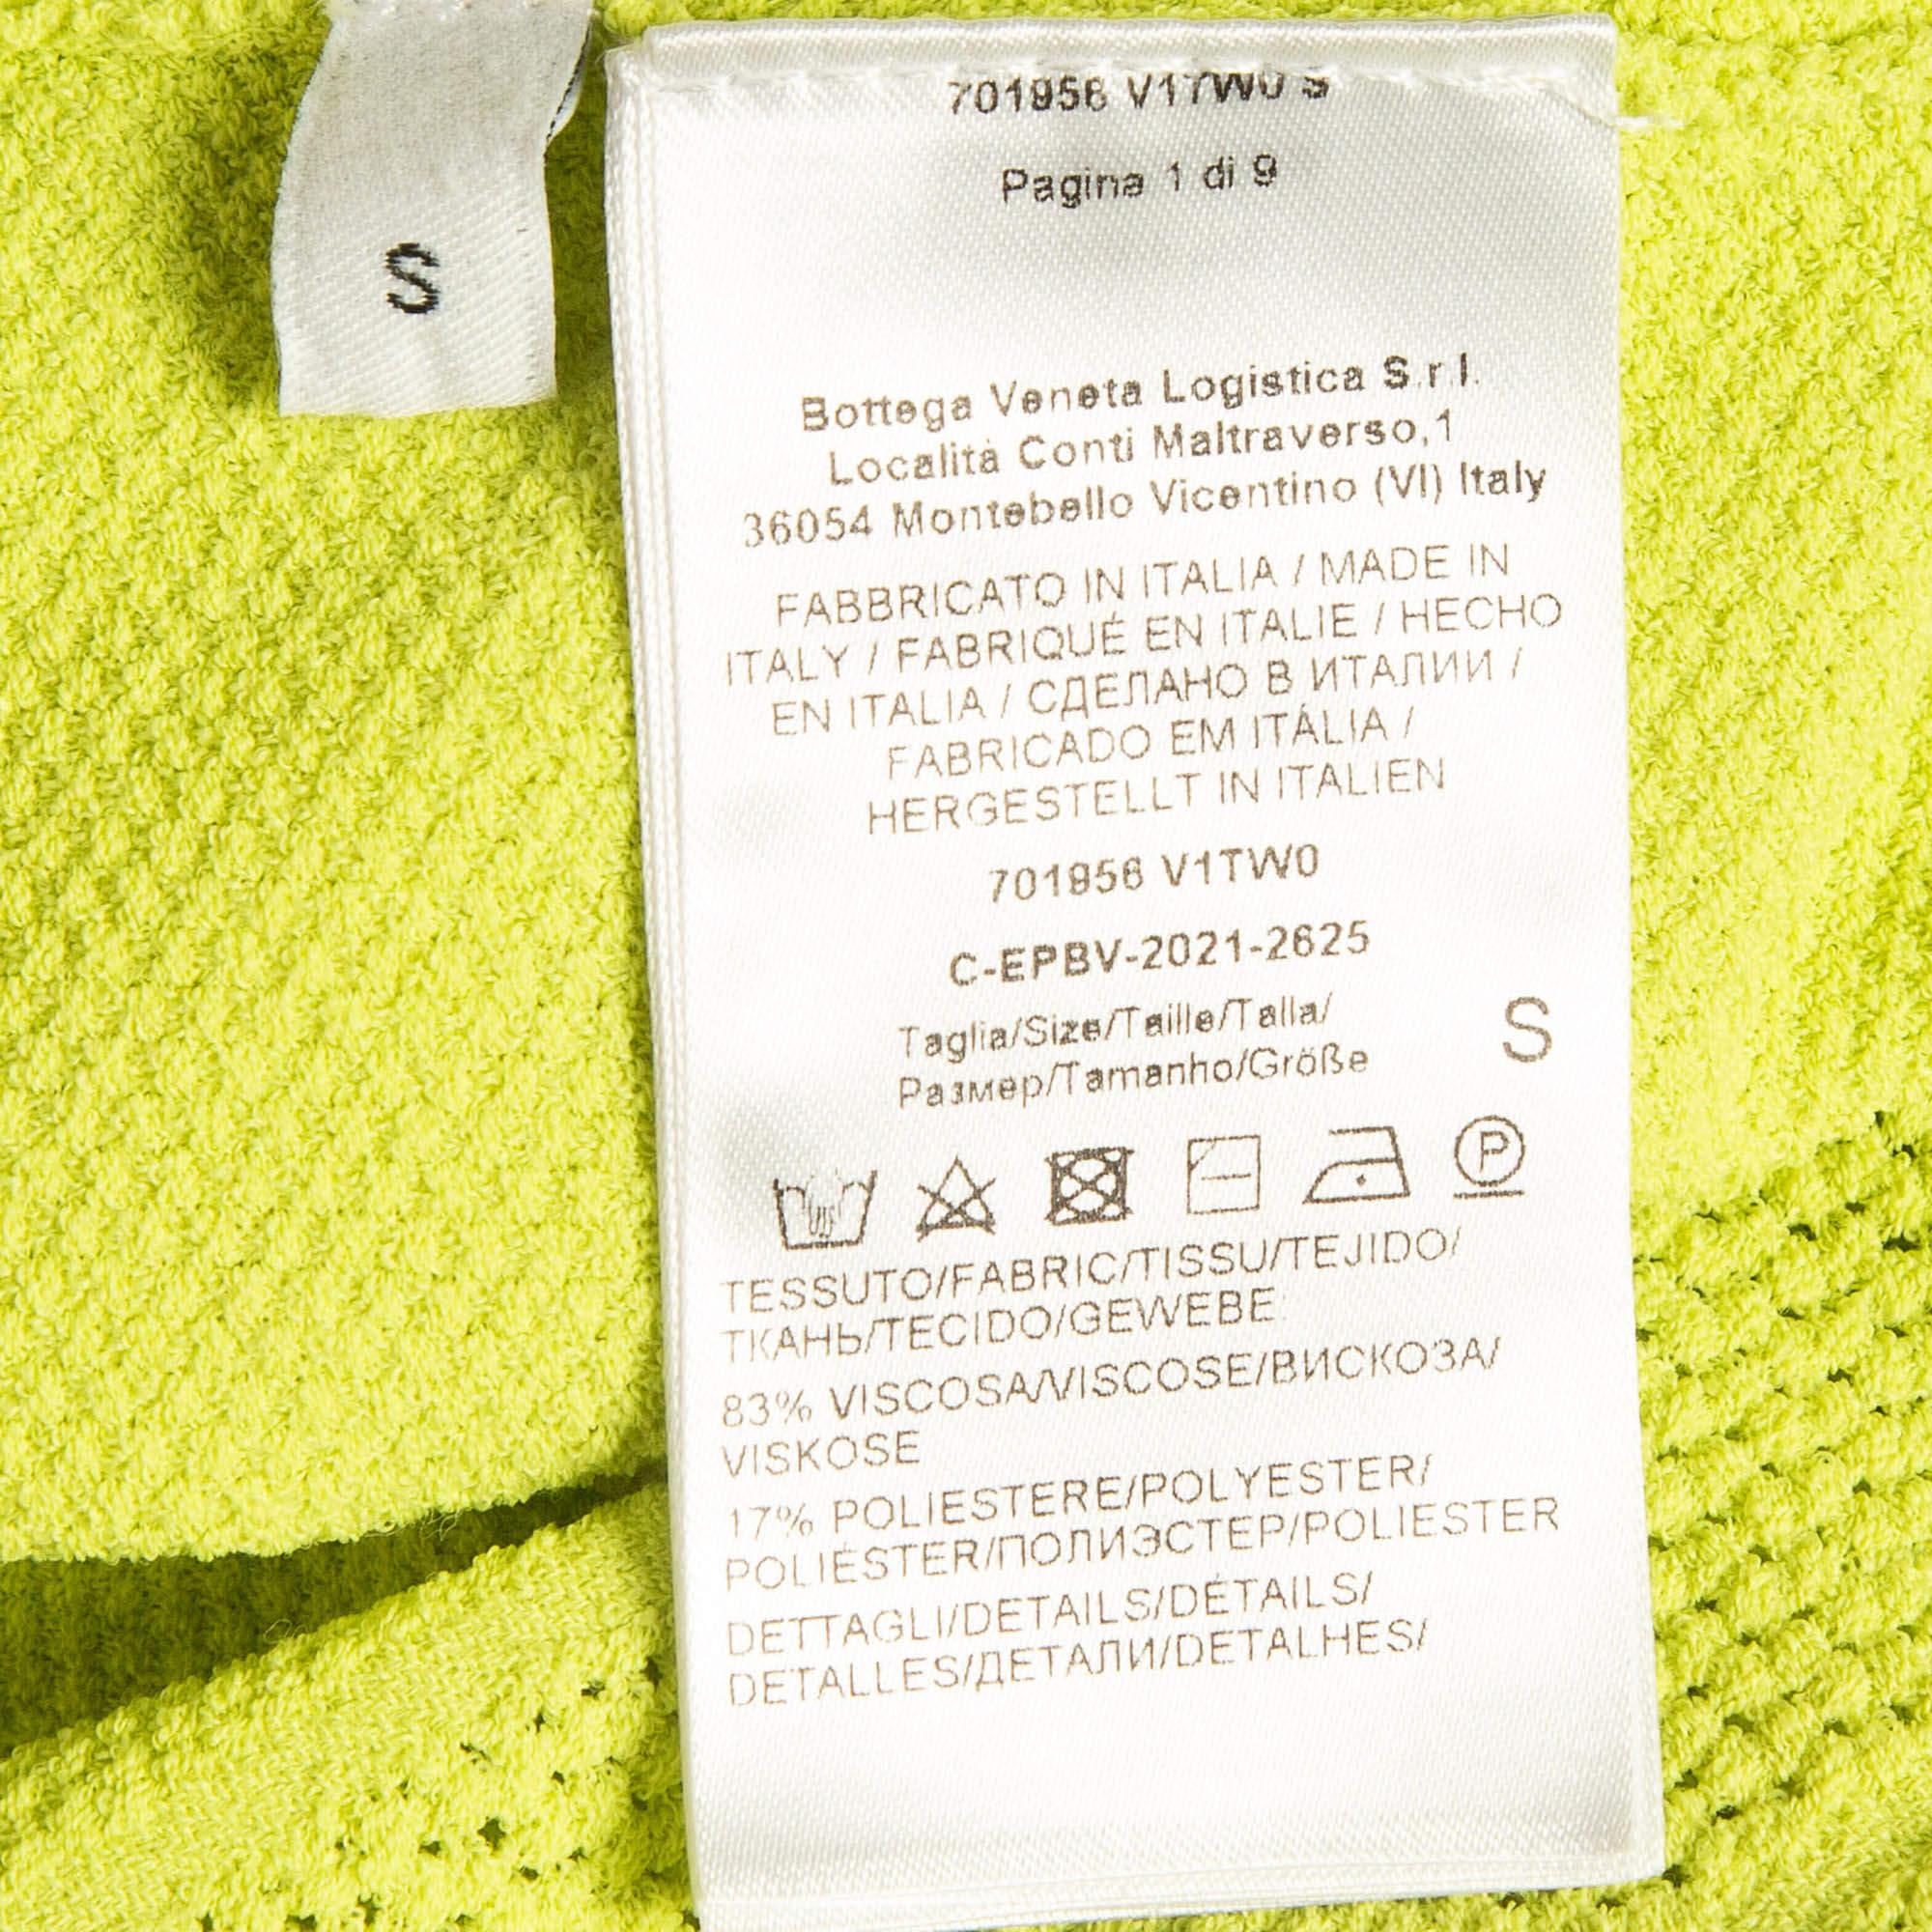 S
701956 V1TW0 S
Pagina 1 di 9
Bottega Veneta Logistica S.r.l.
Località Conti Maltraverso,1
36054 Montebello Vicentino (VI) Italy
FABBRICATO IN ITALIA / MADE IN
ITALY / FABRIQUÉ EN ITALIE / HECHO
EN ITALIA / СДЕЛАНО В ИТАЛИИ /
FABRICADO EM ITÁLIA /
HERGESTELLT IN ITALIEN
701956 V1TW0
C-EPBV-2021-2625
Taglia/Size/Taille/Talla/
Размер/Tamanho/Größe
S
P
TESSUTO/FABRIC/TISSU/TEJIDO/
ТКАНЬ/TECIDO/GEWEBE:
83% VISCOSA/VISCOSE/ВИСКОЗА/
VISKOSE
17% POLIESTERE/POLYESTER/
POLIÉSTER/ПОЛИЭСТЕР/POLIESTER
DETTAGLI/DETAILS/DÉTAILS/
DETALLES/ДЕТАЛИ/DETALHES/